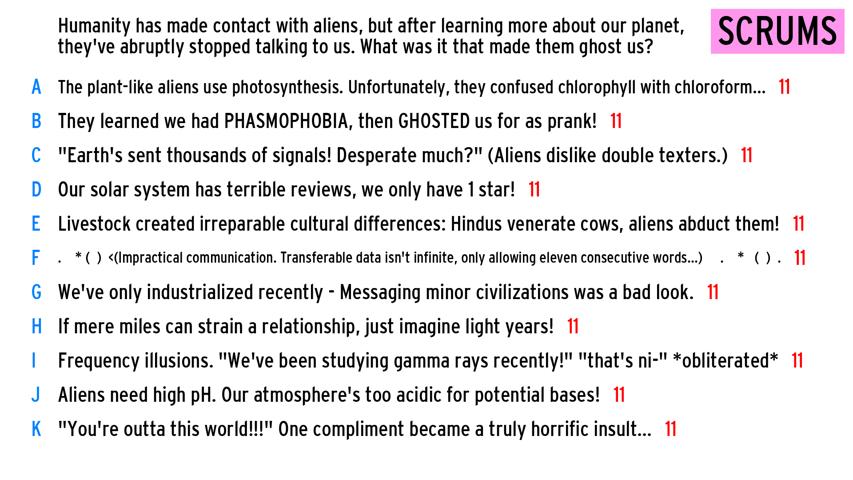 Humanity has made contact with aliens, but after learning more about our planet,
they've abruptly stopped talking to us. What was it that made them ghost us?
SCRUMS
A The plant-like aliens use photosynthesis. Unfortunately, they confused chlorophyll with chloroform... 11
B They learned we had PHASMOPHOBIA, then GHOSTED us for as prank! 11
C "Earth's sent thousands of signals! Desperate much?" (Aliens dislike double texters.) 11
D Our solar system has terrible reviews, we only have 1 star! 11
E Livestock created irreparable cultural differences: Hindus venerate cows, aliens abduct them! 11
F . *( ) <(Impractical communication. Transferable data isn't infinite, only allowing eleven consecutive words...) . * ( ) . 11
G We've only industrialized recently - Messaging minor civilizations was a bad look. 11
H If mere miles can strain a relationship, just imagine light years! 11
I Frequency illusions. "We've been studying gamma rays recently!" "that's ni-" *obliterated* 11
J Aliens need high pH. Our atmosphere's too acidic for potential bases! 11
K "You're outta this world!!!" One compliment became a truly horrific insult... 11